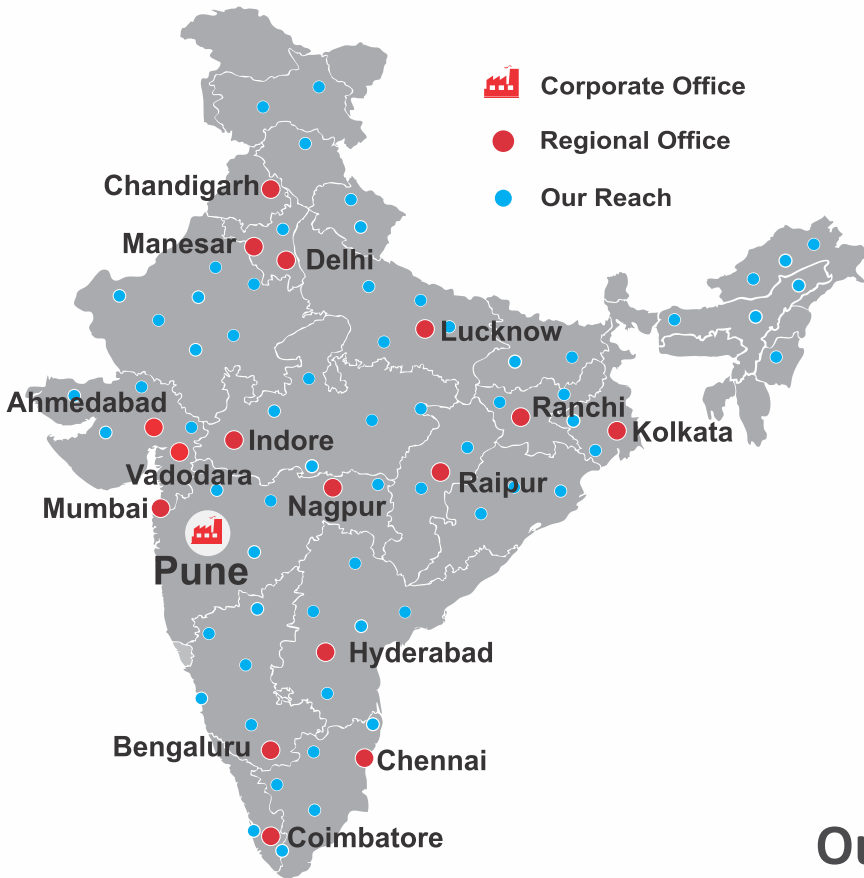 Corporate Office
Regional Office
Our Reach
Chandigarh
Manesar
Delhi
Lucknow
Ahmedabad
Ranchi
Indore
Kolkata
Vadodara
Raipur
Mumbai
Nagpur
Pune
Hyderabad
Bengaluru
Chennai
Coimbatore